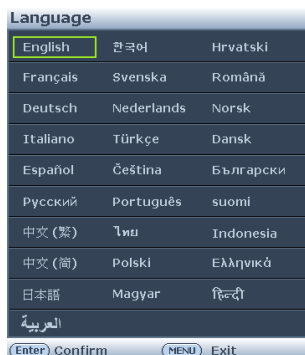 Language
English 한국어 Hrvatski
Français Svenska Română
Deutsch Nederlands Norsk
Italiano Türkçe Dansk
Español Čeština Български
Русский Português suomi
中文 (繁) ไทย Indonesia
中文 (简) Polski Ελληνικά
日本語 Magyar हिन्दी
العربية
Enter Confirm MENU Exit